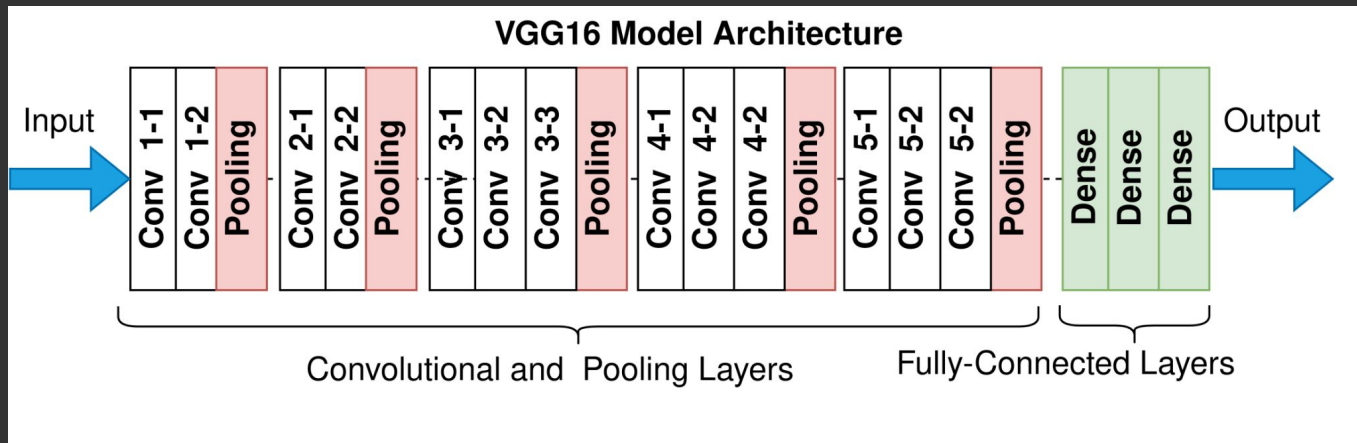 VGG16 Model Architecture
Input
Conv 1-1
Conv 1-2
Pooling
Conv 2-1
Conv 2-2
Pooling
Conv 3-1
Conv 3-2
Conv 3-3
Pooling
Conv 4-1
Conv 4-2
Conv 4-2
Pooling
Conv 5-1
Conv 5-2
Conv 5-2
Pooling
Dense
Dense
Dense
Output
Convolutional and Pooling Layers
Fully-Connected Layers